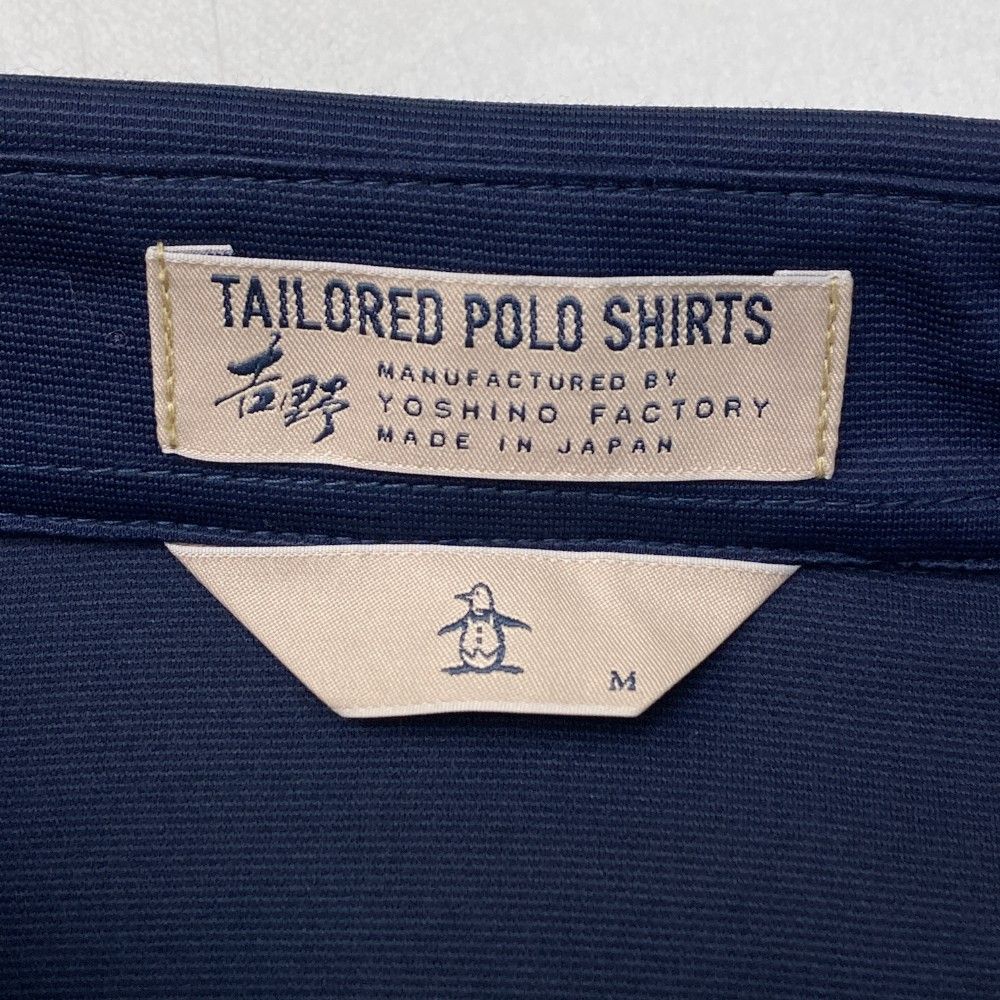 TAILORED POLO SHIRTS
吉野
MANUFACTURED BY
YOSHINO FACTORY
MADE IN JAPAN
M